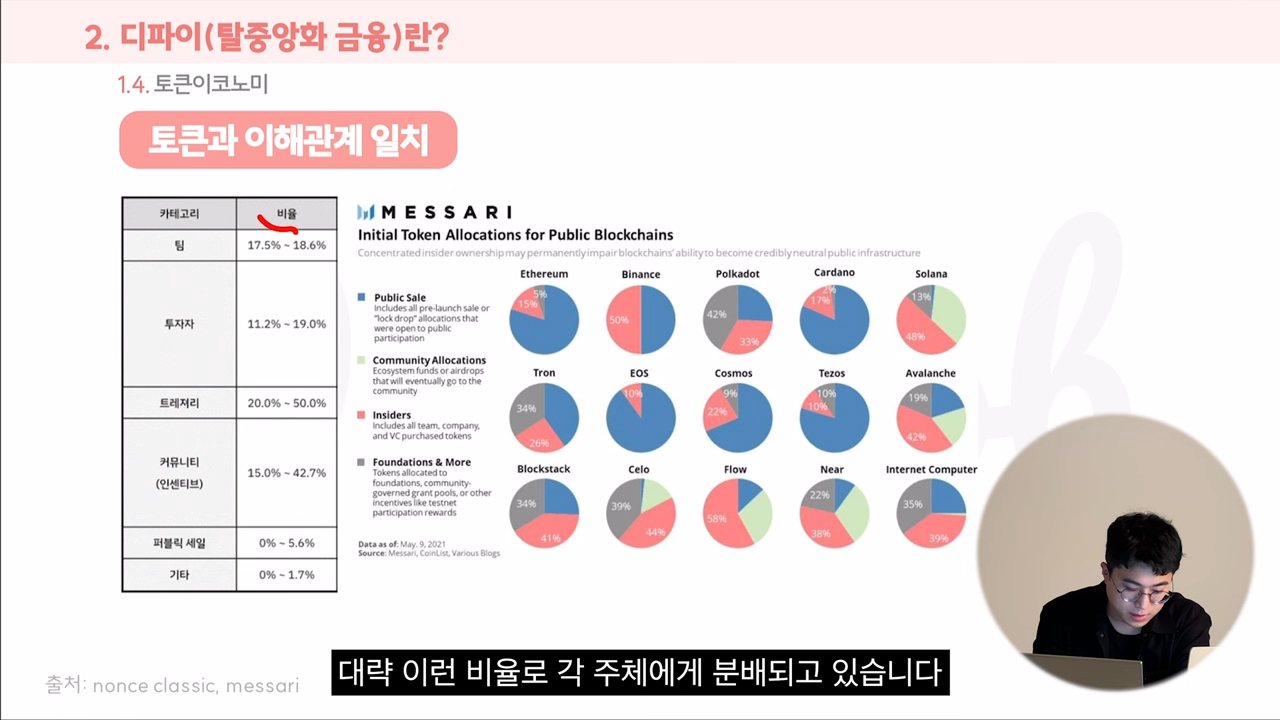 2. 디파이(탈중앙화 금융)란?
1.4. 토큰이코노미
토큰과 이해관계 일치
카테고리 비율
팀 17.5% ~ 18.6%
투자자 11.2% ~ 19.0%
트레져리 20.0% ~ 50.0%
커뮤니티
(인센티브)
15.0% ~ 42.7%
퍼블릭 세일 0% ~ 5.6%
기타 0% ~ 1.7%
MESSARI
Initial Token Allocations for Public Blockchains
Concentrated insider ownership may permanently impair blockchains' ability to become credibly neutral public infrastructure
Public Sale
Includes all pre-launch sale or
"lock drop" allocations that
were open to public
participation
Community Allocations
Ecosystem funds or airdrops
that will eventually go to the
community
Insiders
Includes all team, company,
and VC purchased tokens
Foundations & More
Tokens allocated to
foundations, community-
governed grant pools, or other
incentives like testnet
participation rewards
Data as of: May. 9, 2021
Source: Messari, CoinList, Various Blogs
Ethereum Binance Polkadot Cardano Solana
5% 15% 50% 42% 33% 2% 17% 13% 48%
Tron EOS Cosmos Tezos Avalanche
34% 26% 10% 9% 22% 10% 10% 19% 42%
Blockstack Celo Flow Near Internet Computer
34% 41% 39% 44% 58% 22% 38% 35% 39%
대략 이런 비율로 각 주체에게 분배되고 있습니다
출처: nonce classic, messari